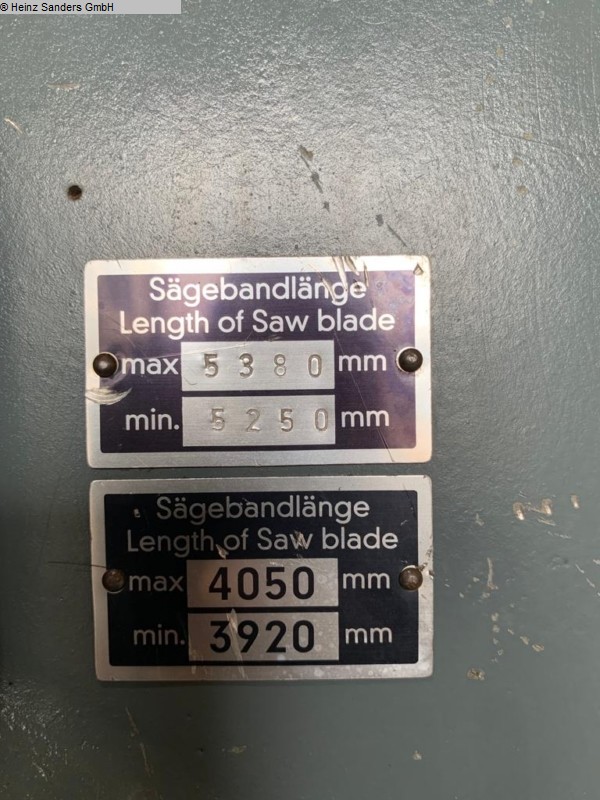 © Heinz Sanders GmbH
Sägebandlänge
Length of Saw blade
max 5380 mm
min. 5250 mm
Sägebandlänge
Length of Saw blade
max 4050 mm
min. 3920 mm